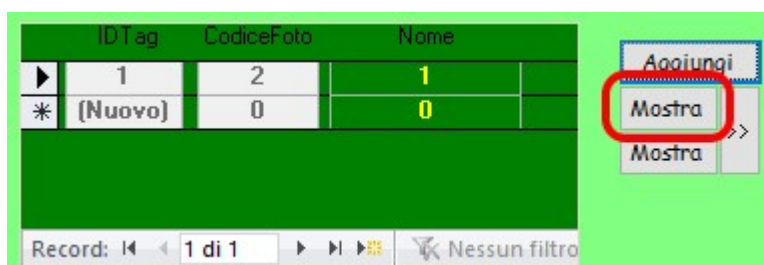 IDTag CodiceFoto Nome
1 2 1
(Nuovo) 0 0
Aggiungi
Mostra
>>
Mostra
Record: 1 di 1 Nessun filtro